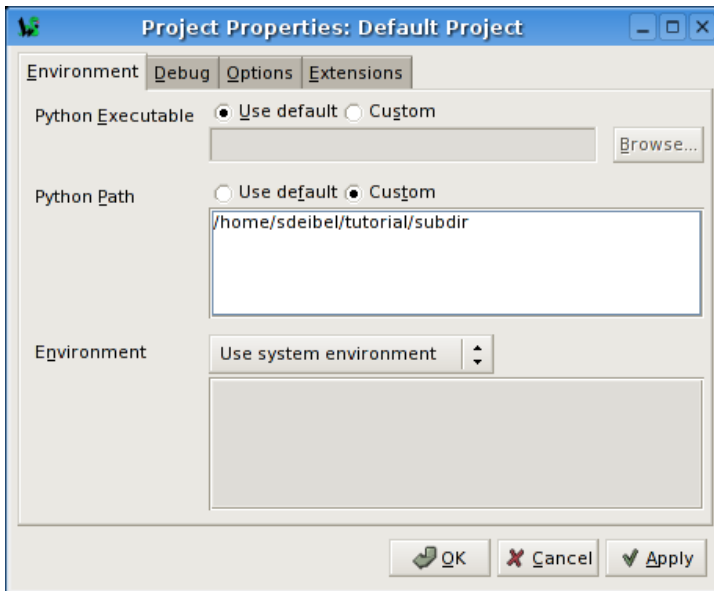 Project Properties: Default Project
Environment Debug Options Extensions
Python Executable Use default Custom
Browse...
Python Path Use default Custom
/home/sdeibel/tutorial/subdir
Environment Use system environment
OK Cancel Apply